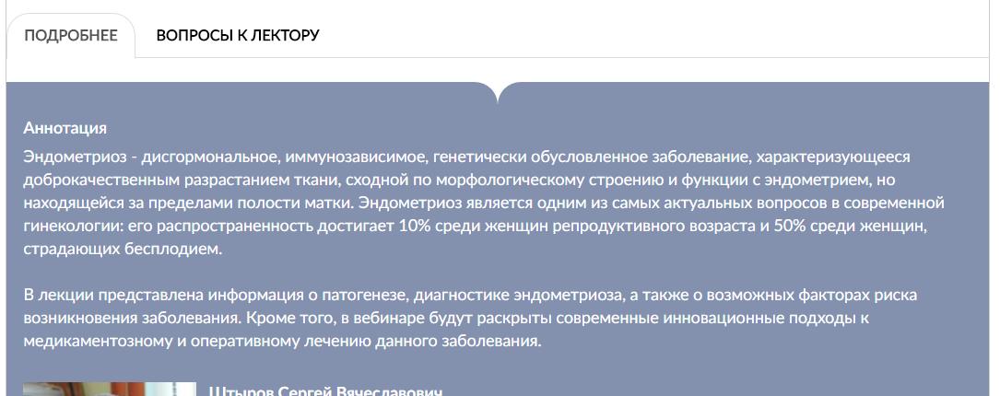 ПОДРОБНЕЕ
ВОПРОСЫ К ЛЕКТОРУ
Аннотация
Эндометриоз - дисгормональное, иммунозависимое, генетически обусловленное заболевание, характеризующееся
доброкачественным разрастанием ткани, сходной по морфологическому строению и функции с эндометрием, но
находящейся за пределами полости матки. Эндометриоз является одним из самых актуальных вопросов в современной
гинекологии: его распространенность достигает 10% среди женщин репродуктивного возраста и 50% среди женщин,
страдающих бесплодием.
В лекции представлена информация о патогенезе, диагностике эндометриоза, а также о возможных факторах риска
возникновения заболевания. Кроме того, в вебинаре будут раскрыты современные инновационные подходы к
медикаментозному и оперативному лечению данного заболевания.
Штыров Сергей Вячеславович